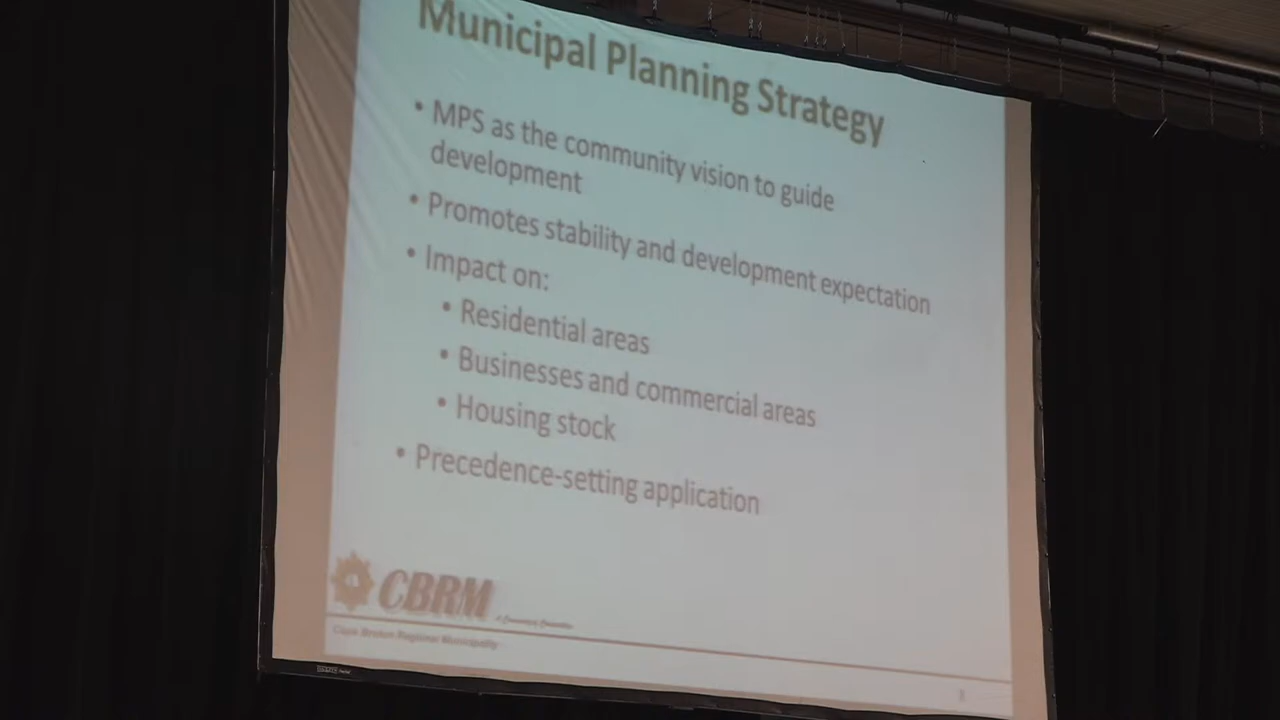 Municipal Planning Strategy
• MPS as the community vision to guide
development
• Promotes stability and development expectation
• Impact on:
• Residential areas
• Businesses and commercial areas
• Housing stock
• Precedence-setting application
CBRM
Cape Breton Regional Municipality